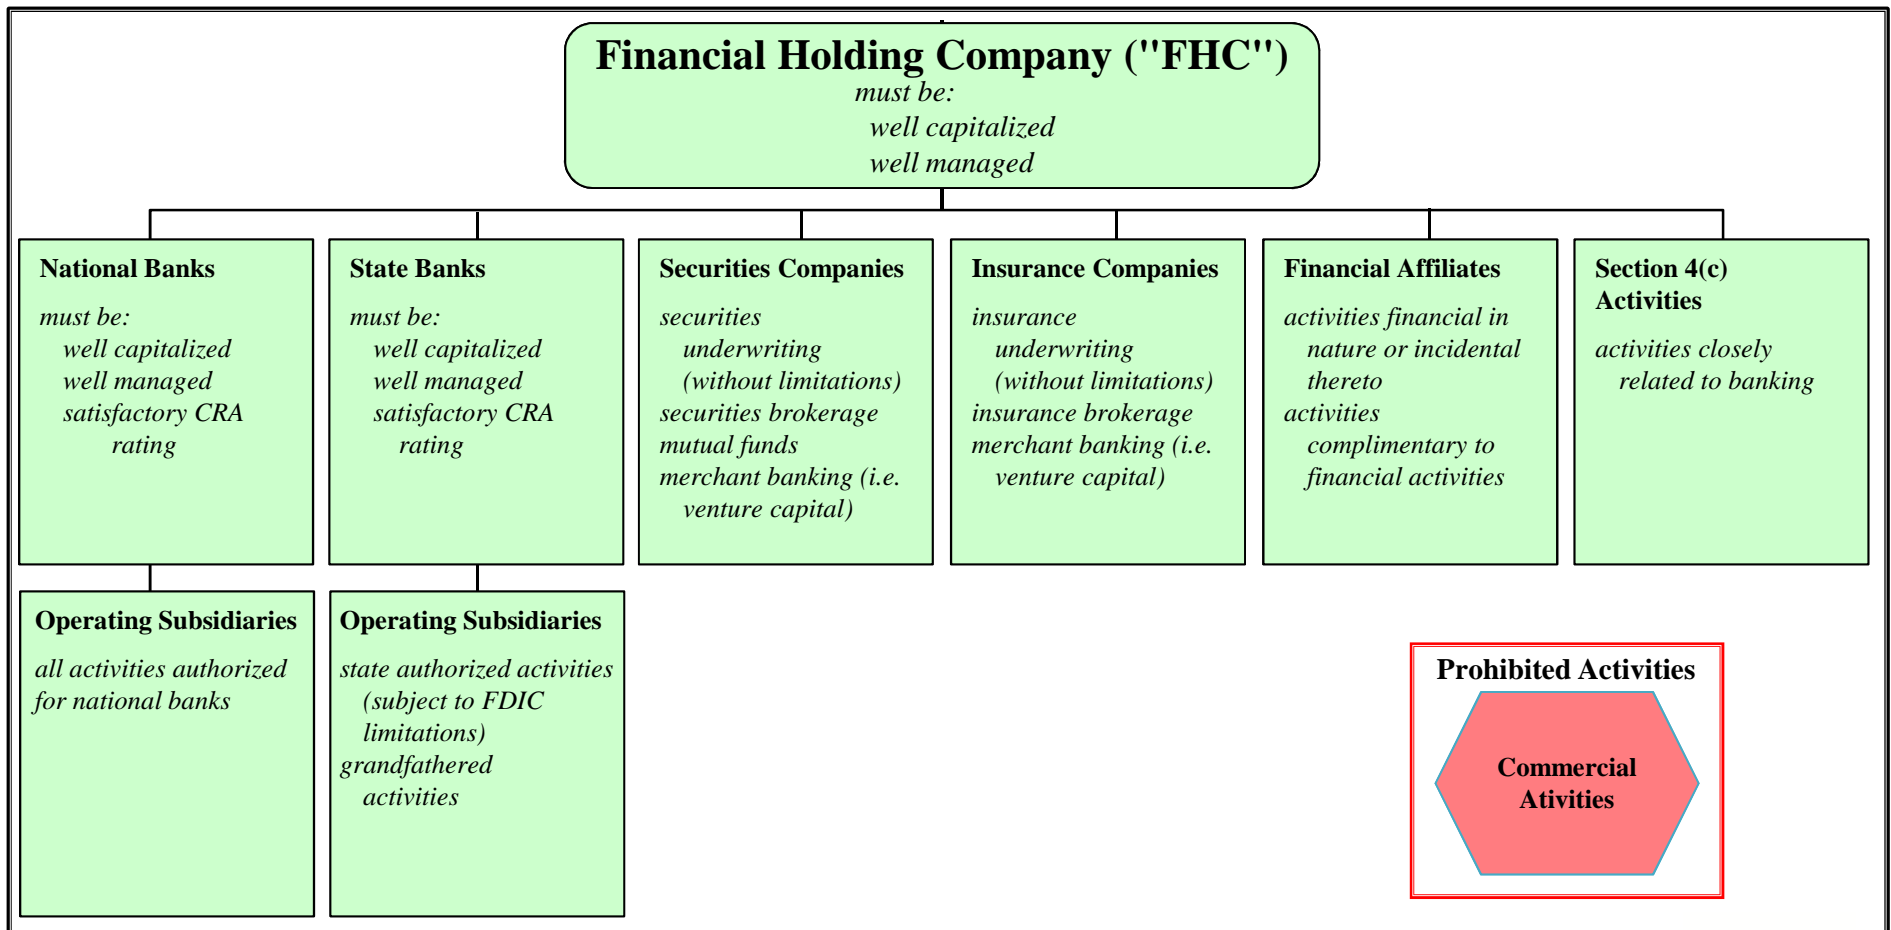 Financial Holding Company ("FHC")
must be:
well capitalized
well managed
National Banks
must be:
well capitalized
well managed
satisfactory CRA
rating
State Banks
must be:
well capitalized
well managed
satisfactory CRA
rating
Securities Companies
securities
underwriting
(without limitations)
securities brokerage
mutual funds
merchant banking (i.e.
venture capital)
Insurance Companies
insurance
underwriting
(without limitations)
insurance brokerage
merchant banking (i.e.
venture capital)
Financial Affiliates
activities financial in
nature or incidental
thereto
activities
complimentary to
financial activities
Section 4(c)
Activities
activities closely
related to banking
Operating Subsidiaries
all activities authorized
for national banks
Operating Subsidiaries
state authorized activities
(subject to FDIC
limitations)
grandfathered
activities
Prohibited Activities
Commercial
Ativities